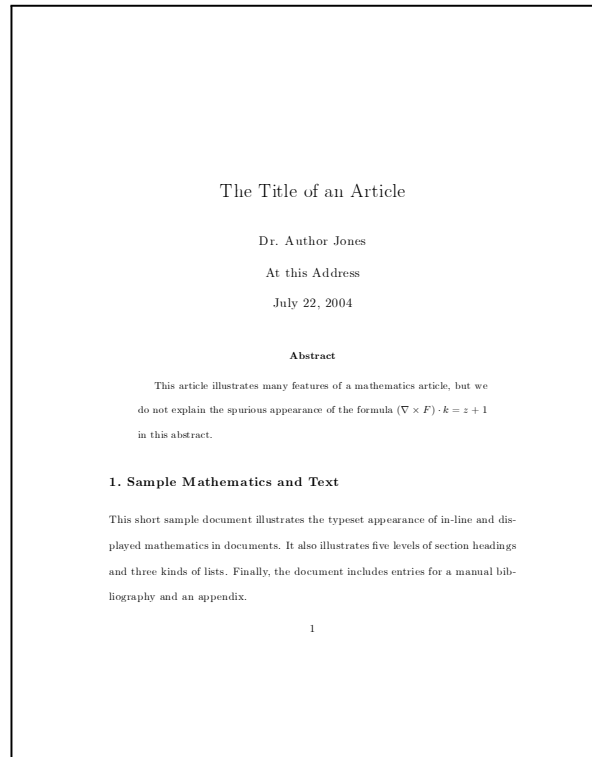 The Title of an Article
Dr. Author Jones
At this Address
July 22, 2004
Abstract
This article illustrates many features of a mathematics article, but we
do not explain the spurious appearance of the formula (∇ × F) · k = z + 1
in this abstract.
1. Sample Mathematics and Text
This short sample document illustrates the typeset appearance of in-line and dis-
played mathematics in documents. It also illustrates five levels of section headings
and three kinds of lists. Finally, the document includes entries for a manual bib-
liography and an appendix.
1